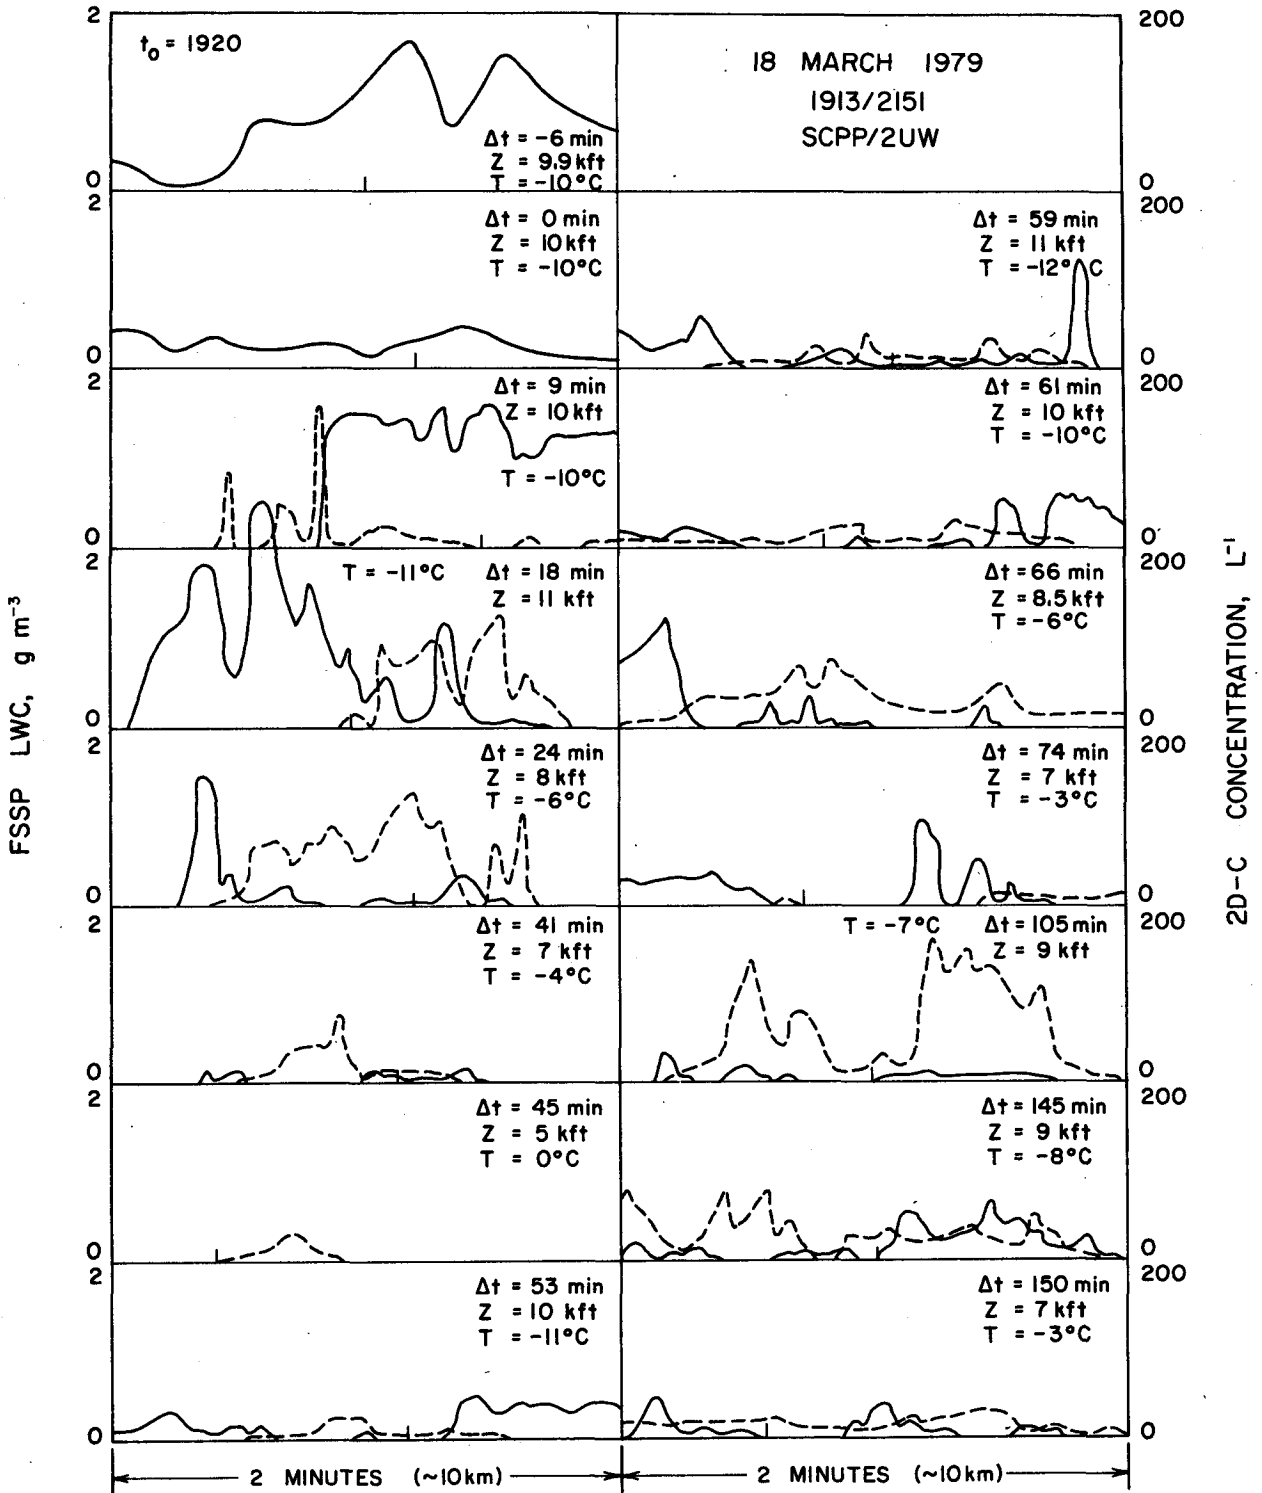 2
t₀ = 1920
Δt = -6 min
Z = 9.9 kft
T = -10°C
0
18 MARCH 1979
1913/2151
SCPP/2UW
200
0
2
Δt = 0 min
Z = 10 kft
T = -10°C
0
Δt = 59 min
Z = 11 kft
T = -12°C
200
0
2
Δt = 9 min
Z = 10 kft
T = -10°C
0
Δt = 61 min
Z = 10 kft
T = -10°C
200
0
2
T = -11°C Δt = 18 min
Z = 11 kft
0
Δt = 66 min
Z = 8.5 kft
T = -6°C
200
0
2
Δt = 24 min
Z = 8 kft
T = -6°C
0
Δt = 74 min
Z = 7 kft
T = -3°C
200
0
2
Δt = 41 min
Z = 7 kft
T = -4°C
0
T = -7°C Δt = 105 min
Z = 9 kft
200
0
2
Δt = 45 min
Z = 5 kft
T = 0°C
0
Δt = 145 min
Z = 9 kft
T = -8°C
200
0
2
Δt = 53 min
Z = 10 kft
T = -11°C
0
Δt = 150 min
Z = 7 kft
T = -3°C
200
0
2 MINUTES (~10km)
2 MINUTES (~10km)
FSSP LWC, g m⁻³
2D-C CONCENTRATION, L⁻¹